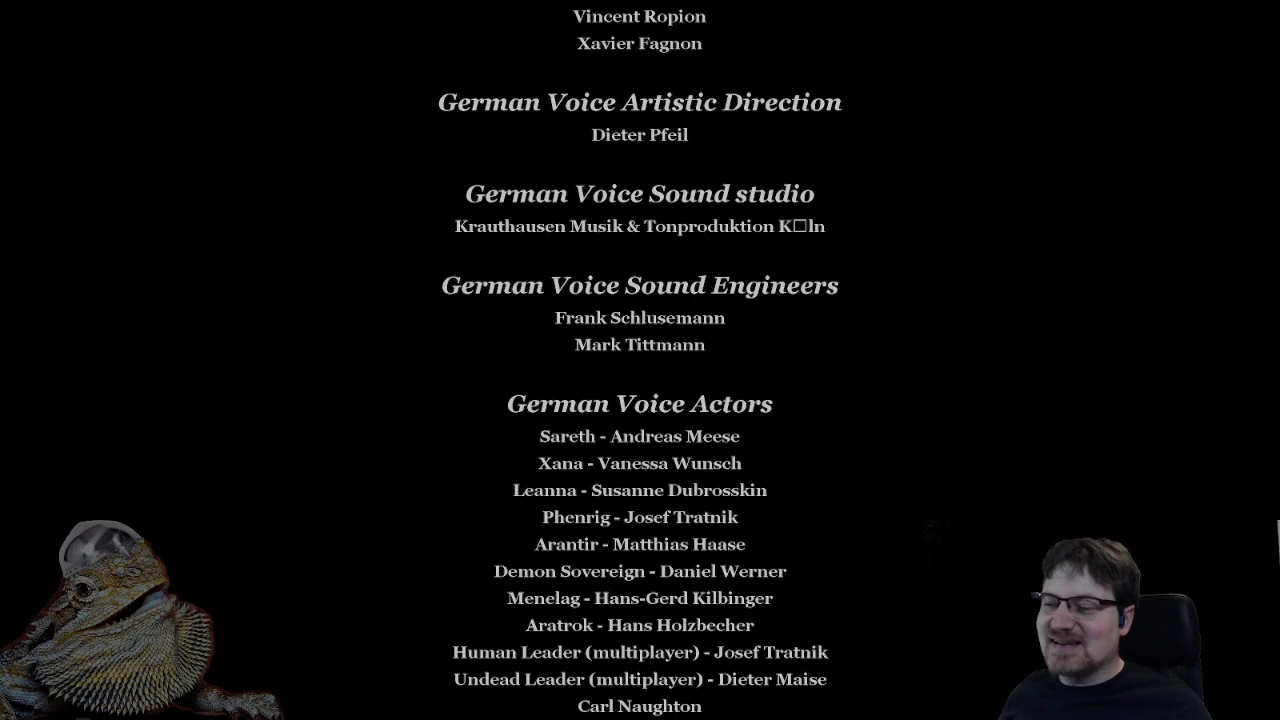 Vincent Ropion
Xavier Fagnon
German Voice Artistic Direction
Dieter Pfeil
German Voice Sound studio
Krauthausen Musik & Tonproduktion K□ln
German Voice Sound Engineers
Frank Schlusemann
Mark Tittmann
German Voice Actors
Sareth - Andreas Meese
Xana - Vanessa Wunsch
Leanna - Susanne Dubrosskin
Phenrig - Josef Tratnik
Arantir - Matthias Haase
Demon Sovereign - Daniel Werner
Menelag - Hans-Gerd Kilbinger
Aratrok - Hans Holzbecher
Human Leader (multiplayer) - Josef Tratnik
Undead Leader (multiplayer) - Dieter Maise
Carl Naughton